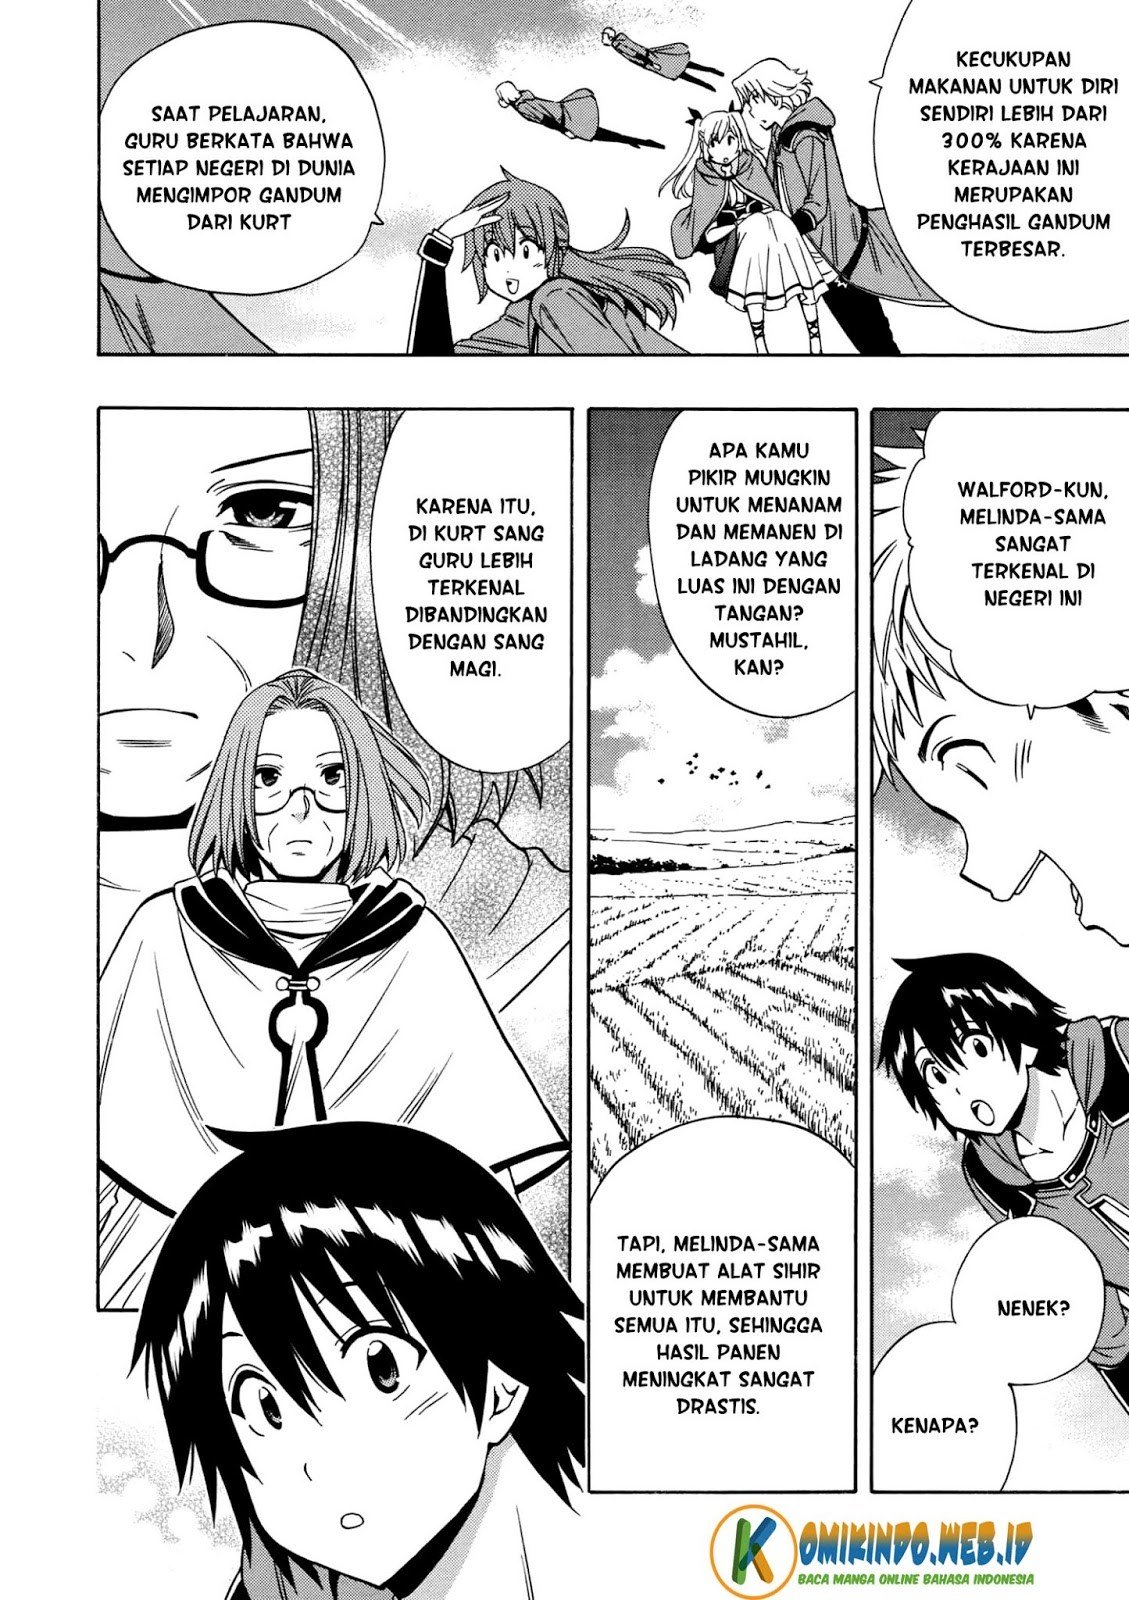 KECUKUPAN
MAKANAN UNTUK DIRI
SENDIRI LEBIH DARI
300% KARENA
KERAJAAN INI
MERUPAKAN
PENGHASIL GANDUM
TERBESAR.
SAAT PELAJARAN,
GURU BERKATA BAHWA
SETIAP NEGERI DI DUNIA
MENGIMPOR GANDUM
DARI KURT
WALFORD-KUN,
MELINDA-SAMA
SANGAT
TERKENAL DI
NEGERI INI
NENEK?
KENAPA?
APA KAMU
PIKIR MUNGKIN
UNTUK MENANAM
DAN MEMANEN DI
LADANG YANG
LUAS INI DENGAN
TANGAN?
MUSTAHIL,
KAN?
TAPI, MELINDA-SAMA
MEMBUAT ALAT SIHIR
UNTUK MEMBANTU
SEMUA ITU, SEHINGGA
HASIL PANEN
MENINGKAT SANGAT
DRASTIS.
KARENA ITU,
DI KURT SANG
GURU LEBIH
TERKENAL
DIBANDINGKAN
DENGAN SANG
MAGI.
KOMIKINDO.WEB.ID
BACA MANGA ONLINE BAHASA INDONESIA